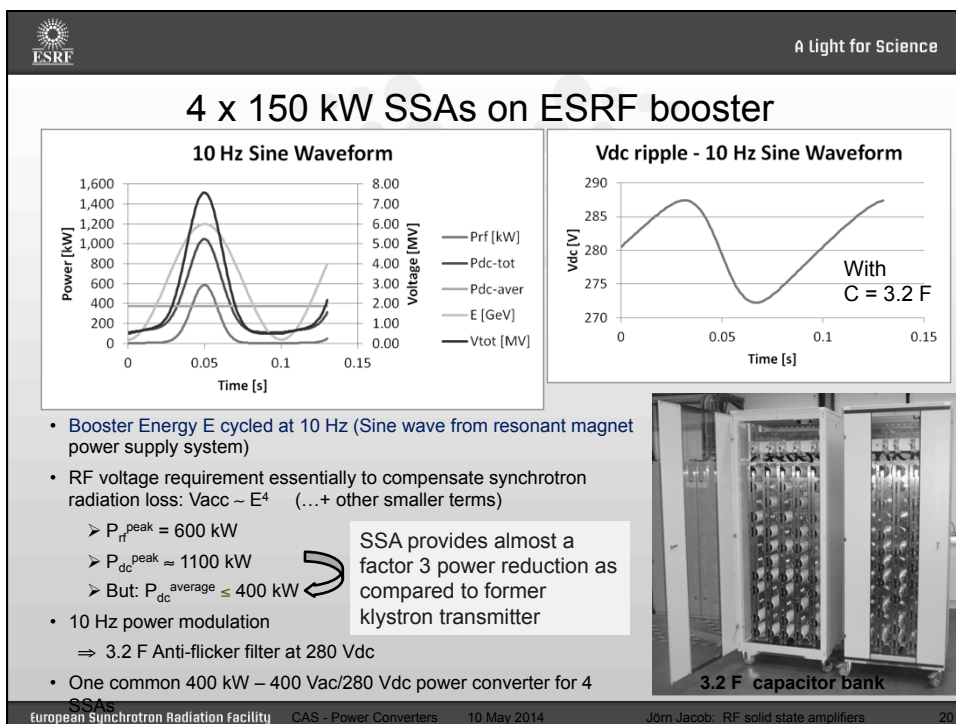 ESRF
A Light for Science
4 x 150 kW SSAs on ESRF booster
10 Hz Sine Waveform
1,600
1,400
1,200
1,000
800
600
400
200
0
Power [kW]
8.00
7.00
6.00
5.00
4.00
3.00
2.00
1.00
0.00
Voltage [MV]
0
0.05
0.1
0.15
Time [s]
Prf [kW]
Pdc-tot
Pdc-aver
E [GeV]
Vtot [MV]
Vdc ripple - 10 Hz Sine Waveform
290
285
280
275
270
Vdc [V]
0
0.05
0.1
0.15
Time [s]
With
C = 3.2 F
• Booster Energy E cycled at 10 Hz (Sine wave from resonant magnet
power supply system)
• RF voltage requirement essentially to compensate synchrotron
radiation loss: Vacc ~ E⁴ (…+ other smaller terms)
➢ Prf^peak = 600 kW
➢ Pdc^peak ≈ 1100 kW
➢ But: Pdc^average ≤ 400 kW
SSA provides almost a
factor 3 power reduction as
compared to former
klystron transmitter
• 10 Hz power modulation
⇒ 3.2 F Anti-flicker filter at 280 Vdc
• One common 400 kW – 400 Vac/280 Vdc power converter for 4
SSAs
3.2 F capacitor bank
European Synchrotron Radiation Facility CAS - Power Converters 10 May 2014 Jörn Jacob: RF solid state amplifiers 20